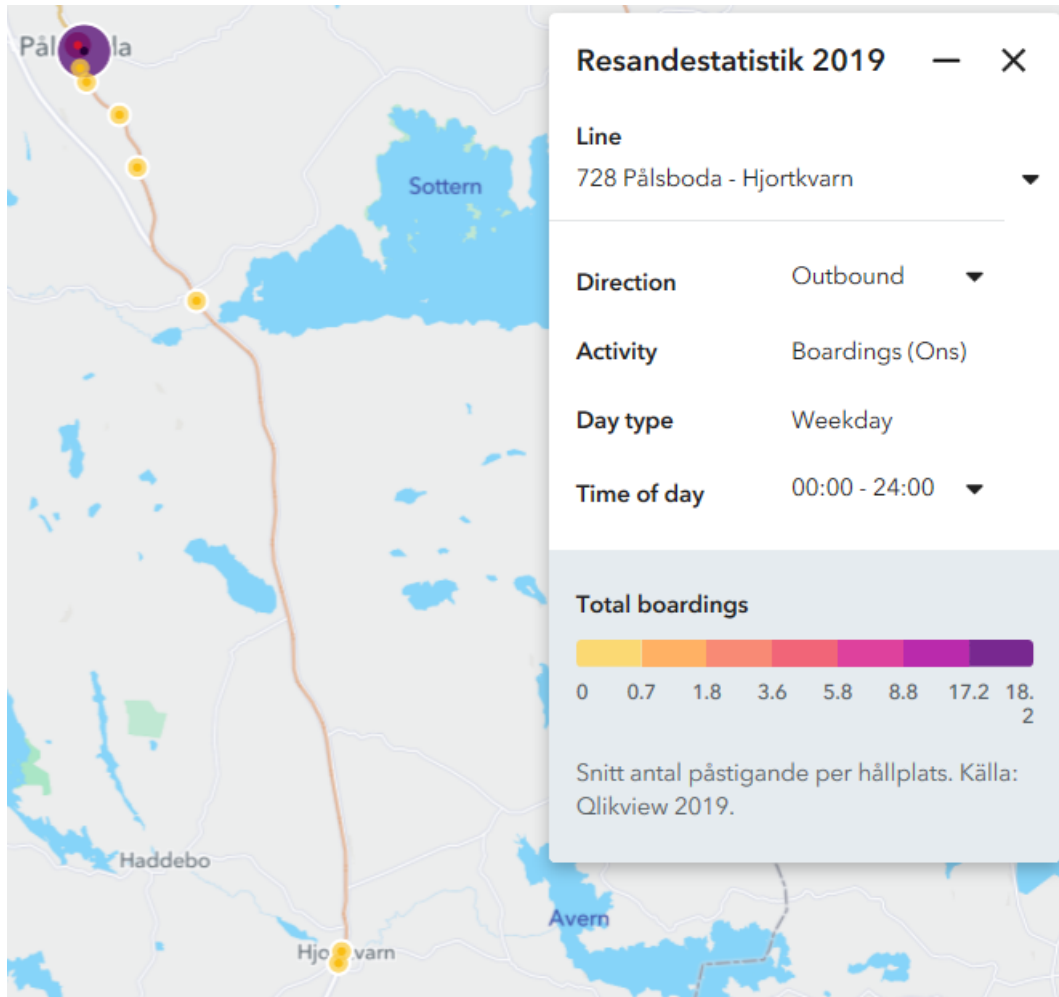 Resandestatistik 2019
Line
728 Pålsboda - Hjortkvarn
Direction Outbound
Activity Boardings (Ons)
Day type Weekday
Time of day 00:00 - 24:00
Total boardings
0 0.7 1.8 3.6 5.8 8.8 17.2 18.
2
Snitt antal påstigande per hållplats. Källa:
Qlikview 2019.
Sottern
Haddebo
Avern